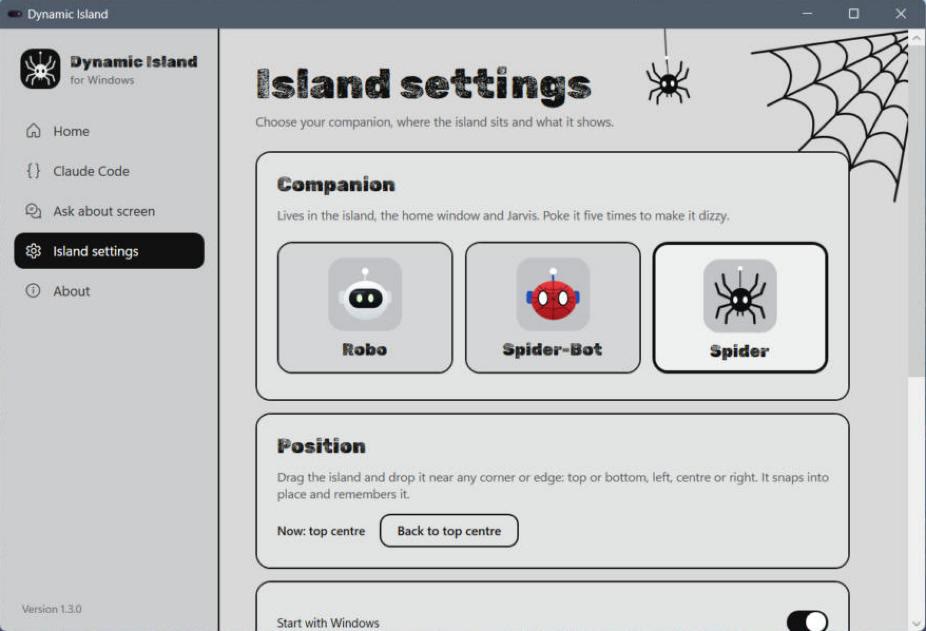 Dynamic Island
Dynamic Island
for Windows
Home
Claude Code
Ask about screen
Island settings
About
Version 1.3.0
Island settings
Choose your companion, where the island sits and what it shows.
Companion
Lives in the island, the home window and Jarvis. Poke it five times to make it dizzy.
Robo
Spider-Bot
Spider
Position
Drag the island and drop it near any corner or edge: top or bottom, left, centre or right. It snaps into
place and remembers it.
Now: top centre
Back to top centre
Start with Windows